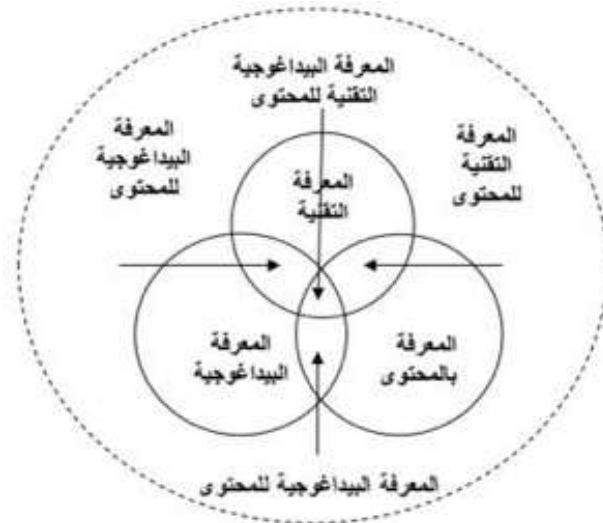 المعرفة البيداغوجية
التقنية للمحتوى
المعرفة
التقنية
للمحتوى
المعرفة
البيداغوجية
للمحتوى
المعرفة
التقنية
المعرفة
بالمحتوى
المعرفة
البيداغوجية
المعرفة البيداغوجية للمحتوى